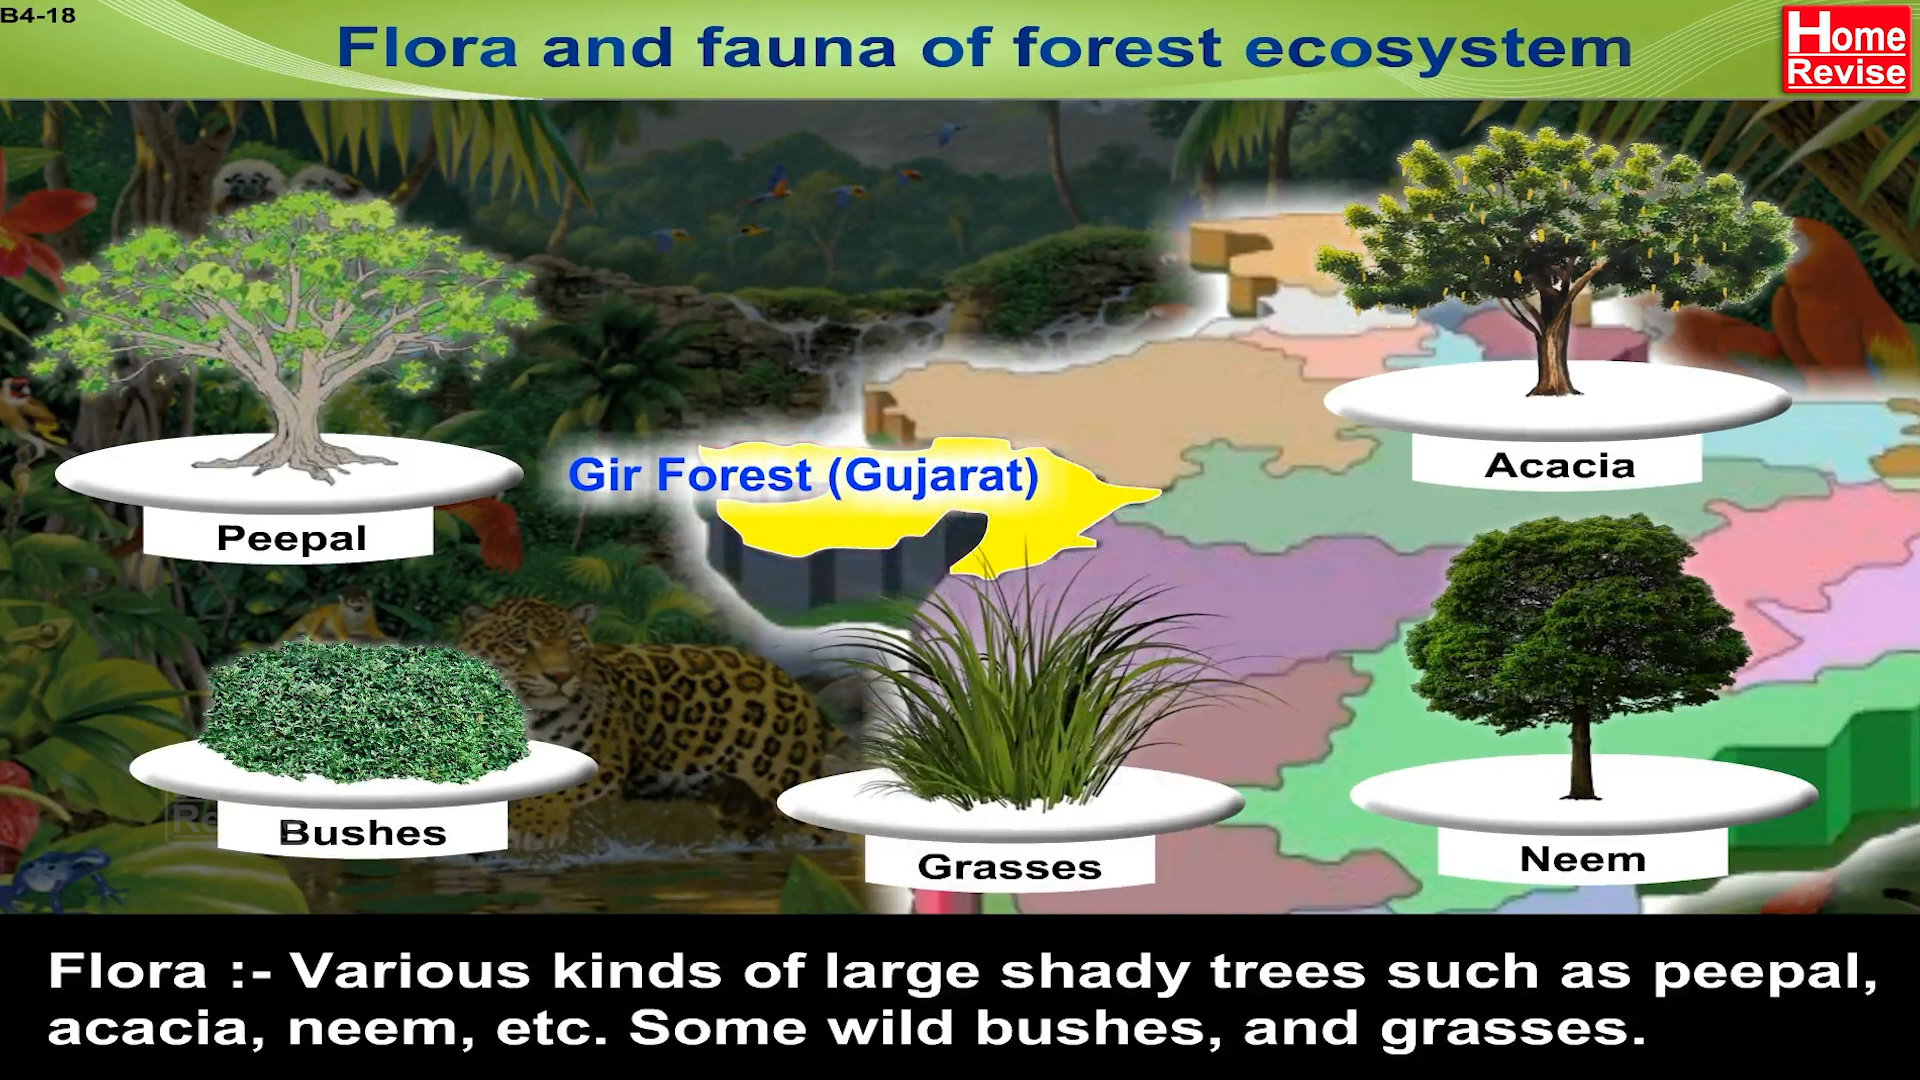 B4-18
Flora and fauna of forest ecosystem
Home
Revise
Acacia
Gir Forest (Gujarat)
Peepal
Bushes
Grasses
Neem
Flora :- Various kinds of large shady trees such as peepal,
acacia, neem, etc. Some wild bushes, and grasses.